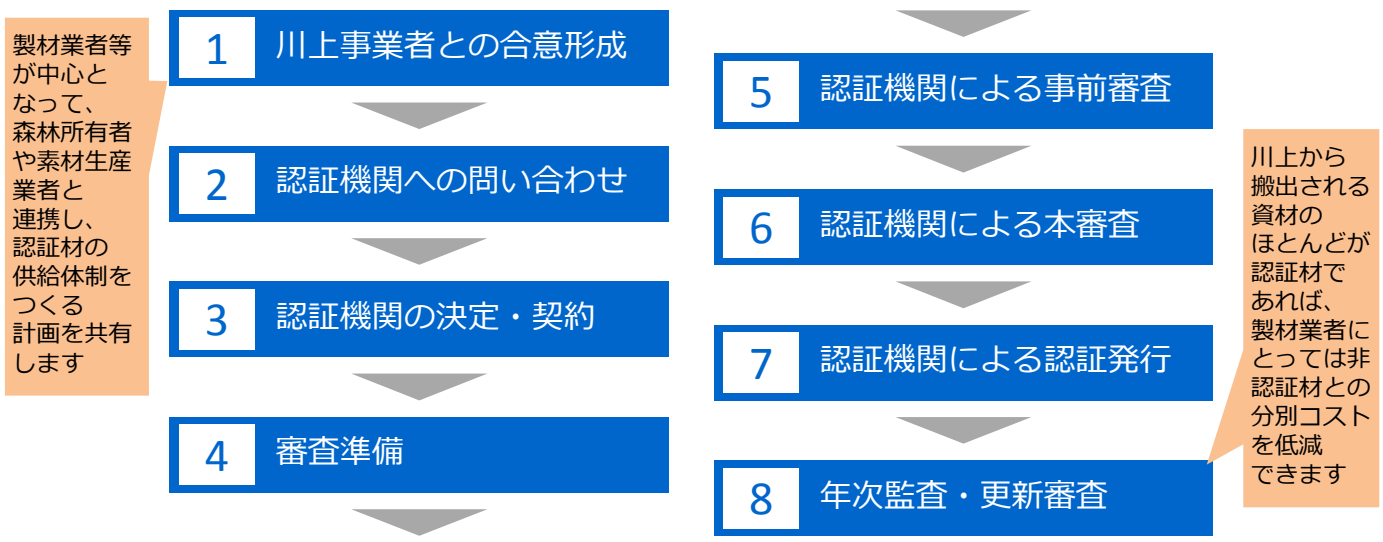 製材業者等
が中心と
なって、
森林所有者
や素材生産
業者と
連携し、
認証材の
供給体制を
つくる
計画を共有
します
1 川上事業者との合意形成
2 認証機関への問い合わせ
3 認証機関の決定・契約
4 審査準備
5 認証機関による事前審査
6 認証機関による本審査
7 認証機関による認証発行
8 年次監査・更新審査
川上から
搬出される
資材の
ほとんどが
認証材で
あれば、
製材業者に
とっては非
認証材との
分別コスト
を低減
できます